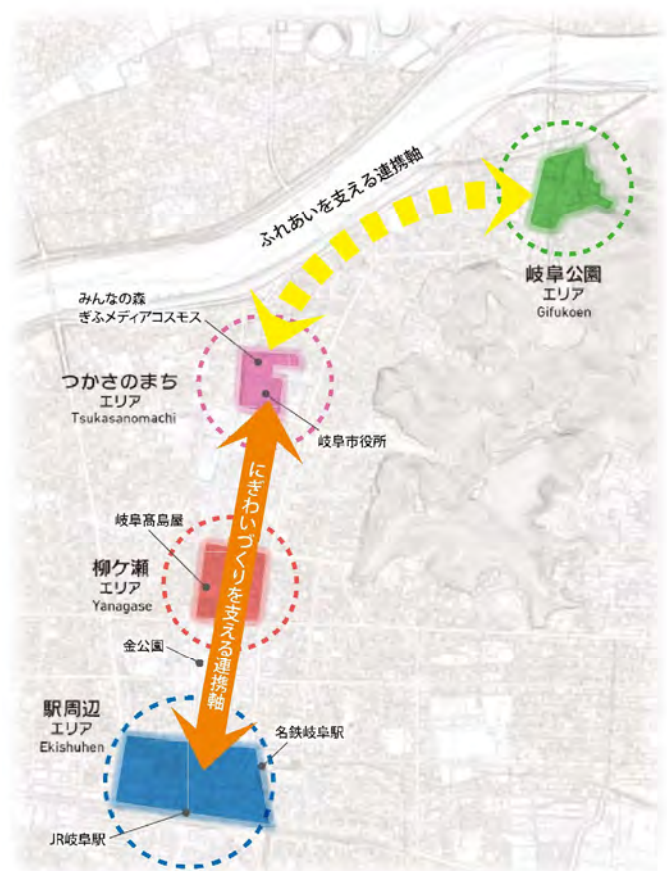 ふれあいを支える連携軸
岐阜公園
エリア
Gifukoen
みんなの森
ぎふメディアコスモス
つかさのまち
エリア
Tsukasanomachi
岐阜市役所
にぎわいづくりを支える連携軸
岐阜髙島屋
柳ケ瀬
エリア
Yanagase
金公園
駅周辺
エリア
Ekishuhen
名鉄岐阜駅
JR岐阜駅